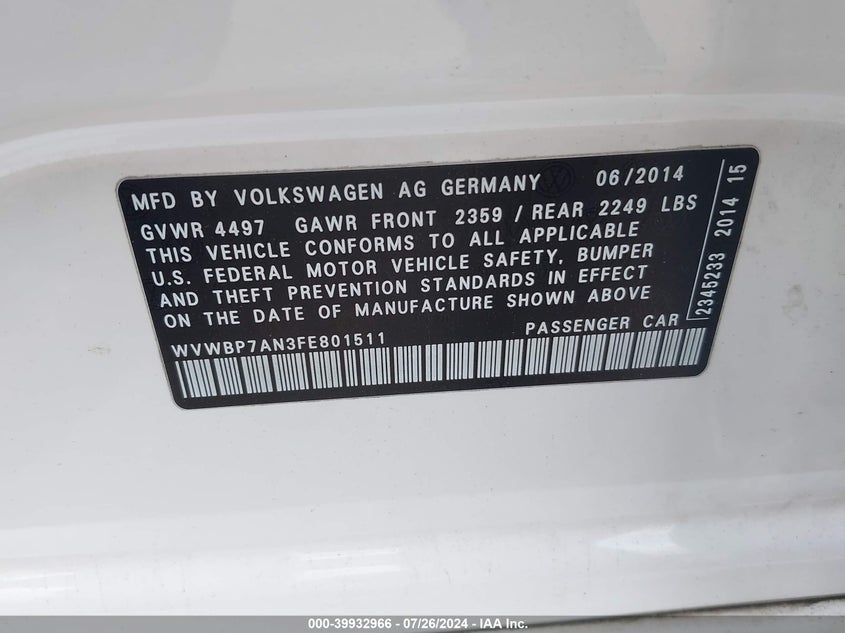 MFD BY VOLKSWAGEN AG GERMANY 06/2014
GVWR 4497 GAWR FRONT 2359 / REAR 2249 LBS
THIS VEHICLE CONFORMS TO ALL APPLICABLE
U.S. FEDERAL MOTOR VEHICLE SAFETY, BUMPER
AND THEFT PREVENTION STANDARDS IN EFFECT
ON THE DATE OF MANUFACTURE SHOWN ABOVE
WVWBP7AN3FE801511 PASSENGER CAR
2345233 2014 15
000-39932966 - 07/26/2024 - IAA Inc.